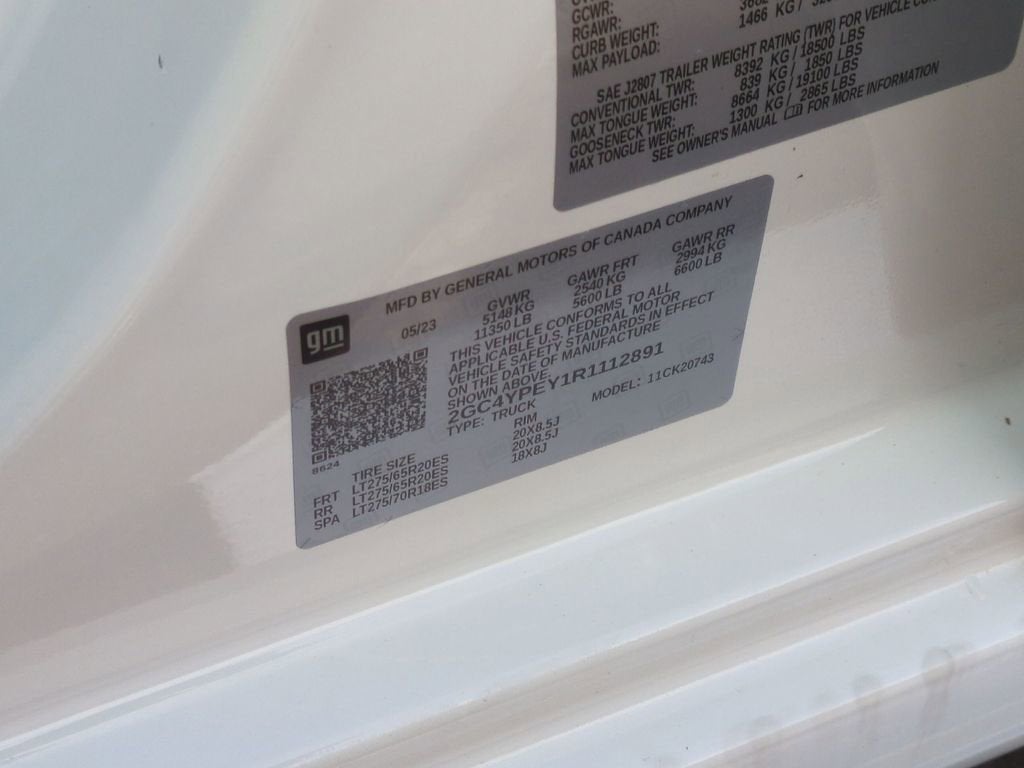 GCWR:
RGAWR:
CURB WEIGHT: 3682
MAX PAYLOAD: 1466 KG /
SAE J2807 TRAILER WEIGHT RATING (TWR) FOR VEHICLE
CONVENTIONAL TWR: 8392 KG / 18500 LBS
MAX TONGUE WEIGHT: 839 KG / 1850 LBS
GOOSENECK TWR: 8664 KG / 19100 LBS
MAX TONGUE WEIGHT: 1300 KG / 2865 LBS
SEE OWNER'S MANUAL FOR MORE INFORMATION
MFD BY GENERAL MOTORS OF CANADA COMPANY
gm
05/23 GVWR GAWR FRT GAWR RR
5148 KG 2540 KG 2994 KG
11350 LB 5600 LB 6600 LB
THIS VEHICLE CONFORMS TO ALL
APPLICABLE U.S. FEDERAL MOTOR
VEHICLE SAFETY STANDARDS IN EFFECT
ON THE DATE OF MANUFACTURE
SHOWN ABOVE.
2GC4YPEY1R1112891
TYPE: TRUCK MODEL: 11CK20743
8624
TIRE SIZE RIM
FRT LT275/65R20ES 20X8.5J
RR LT275/65R20ES 20X8.5J
SPA LT275/70R18ES 18X8J